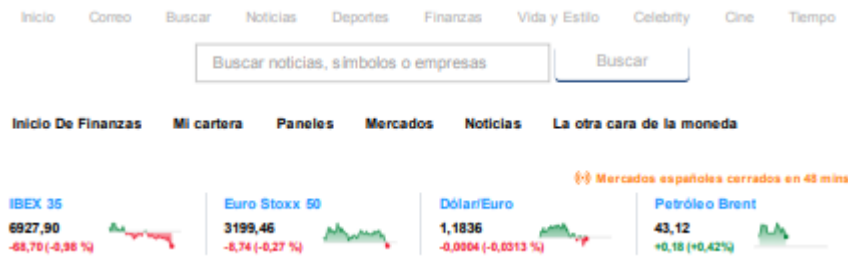 Inicio Correo Buscar Noticias Deportes Finanzas Vida y Estilo Celebrity Cine Tiempo
Buscar noticias, símbolos o empresas Buscar
Inicio De Finanzas Mi cartera Paneles Mercados Noticias La otra cara de la moneda
Mercados españoles cerrados en 48 mins
IBEX 35 Euro Stoxx 50 Dólar/Euro Petróleo Brent
6927,90 3199,46 1,1836 43,12
-68,70 (-0,98 %) -8,74 (-0,27 %) -0,0004 (-0,0313 %) +0,18 (+0,42%)